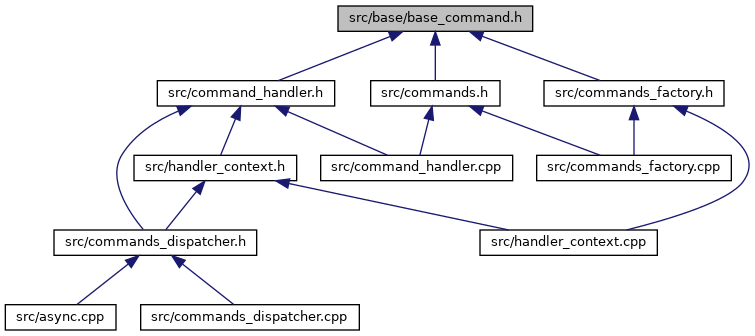 src/base/base_command.h
src/command_handler.h
src/commands.h
src/commands_factory.h
src/handler_context.h
src/command_handler.cpp
src/commands_factory.cpp
src/commands_dispatcher.h
src/handler_context.cpp
src/async.cpp
src/commands_dispatcher.cpp